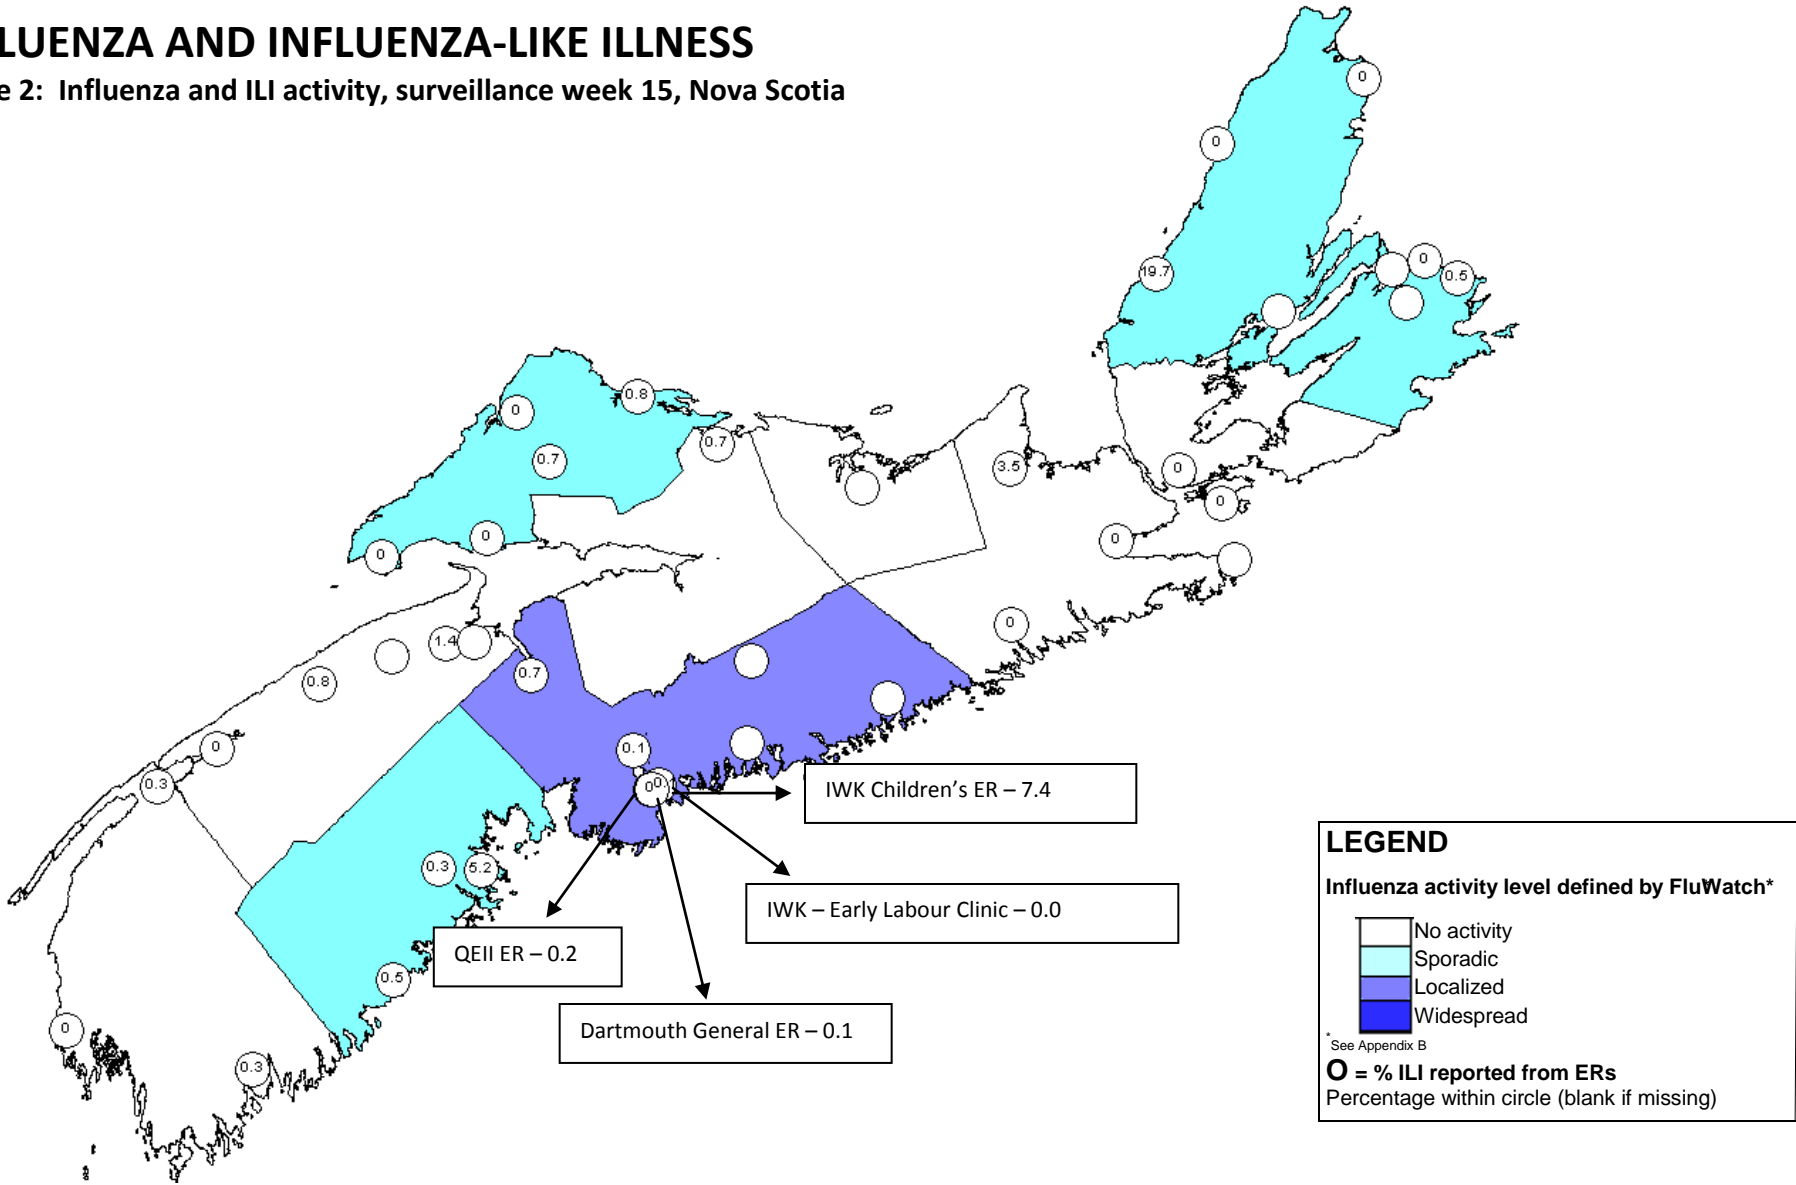 LUENZA AND INFLUENZA-LIKE ILLNESS
e 2: Influenza and ILI activity, surveillance week 15, Nova Scotia
0
0
19.7
0
0.5
0
0.8
0.7
0.7
3.5
0
0
0
0
0
0
1.4
0.8
0.7
0
0.3
0.1
0
0.
IWK Children's ER – 7.4
IWK – Early Labour Clinic – 0.0
QEII ER – 0.2
Dartmouth General ER – 0.1
0.3
5.2
0.5
0
0.3
LEGEND
Influenza activity level defined by FluWatch*
No activity
Sporadic
Localized
Widespread
*See Appendix B
O = % ILI reported from ERs
Percentage within circle (blank if missing)